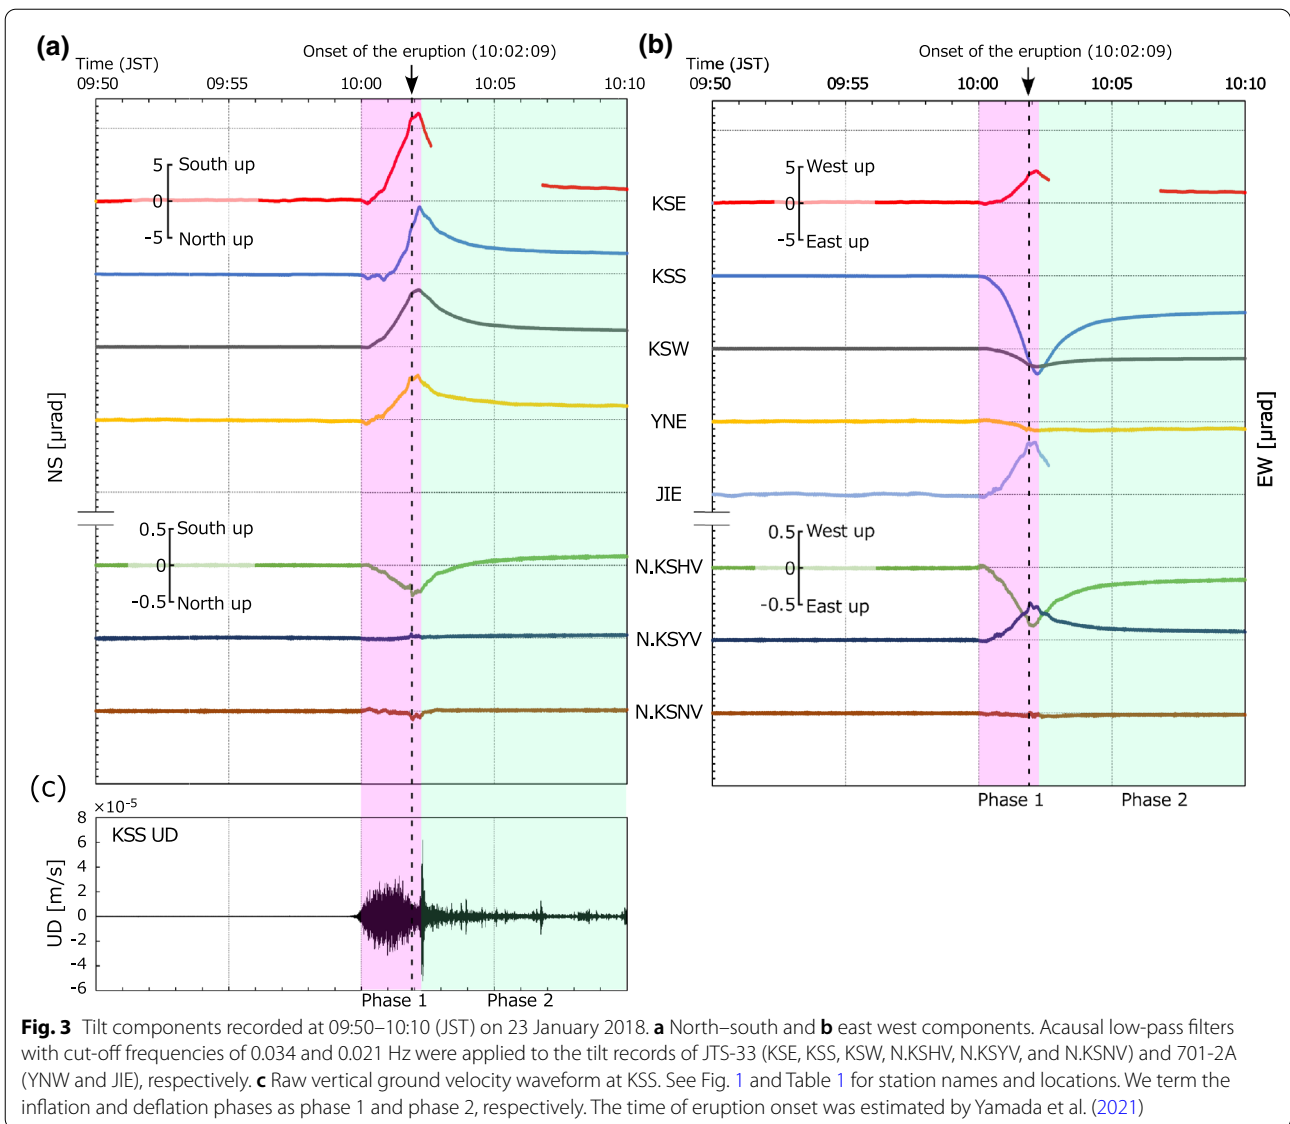 (a)
Onset of the eruption (10:02:09)
Time (JST)
09:50 09:55 10:00 10:05 10:10
5 South up
0
-5 North up
NS [μrad]
0.5 South up
0
-0.5 North up
(b)
Onset of the eruption (10:02:09)
Time (JST)
09:50 09:55 10:00 10:05 10:10
5 West up
0
-5 East up
KSE
KSS
KSW
YNE
JIE
N.KSHV
N.KSYV
N.KSNV
EW [μrad]
0.5 West up
0
-0.5 East up
Phase 1 Phase 2
(c)
×10-5
KSS UD
8
6
4
2
0
-2
-4
-6
UD [m/s]
Phase 1 Phase 2
Fig. 3 Tilt components recorded at 09:50–10:10 (JST) on 23 January 2018. a North–south and b east west components. Acausal low-pass filters
with cut-off frequencies of 0.034 and 0.021 Hz were applied to the tilt records of JTS-33 (KSE, KSS, KSW, N.KSHV, N.KSYV, and N.KSNV) and 701-2A
(YNW and JIE), respectively. c Raw vertical ground velocity waveform at KSS. See Fig. 1 and Table 1 for station names and locations. We term the
inflation and deflation phases as phase 1 and phase 2, respectively. The time of eruption onset was estimated by Yamada et al. (2021)